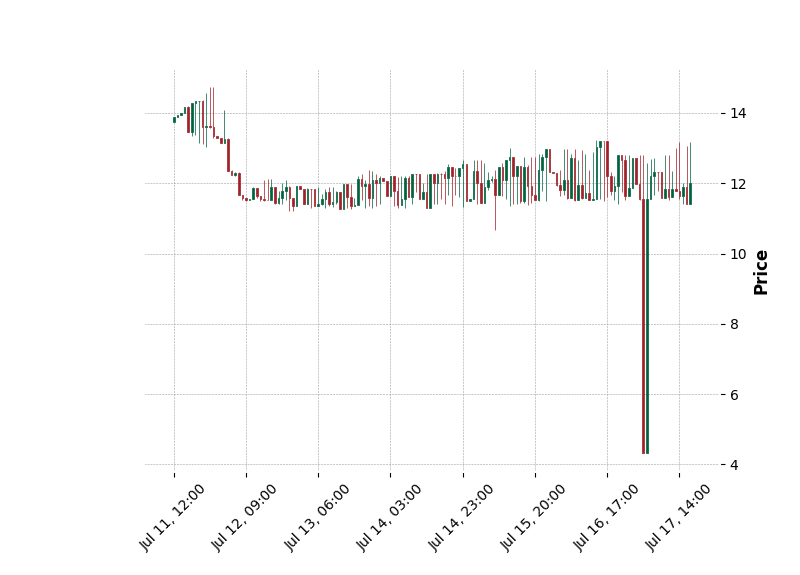 14
12
10
8
6
4
Price
Jul 11, 12:00
Jul 12, 09:00
Jul 13, 06:00
Jul 14, 03:00
Jul 14, 23:00
Jul 15, 20:00
Jul 16, 17:00
Jul 17, 14:00